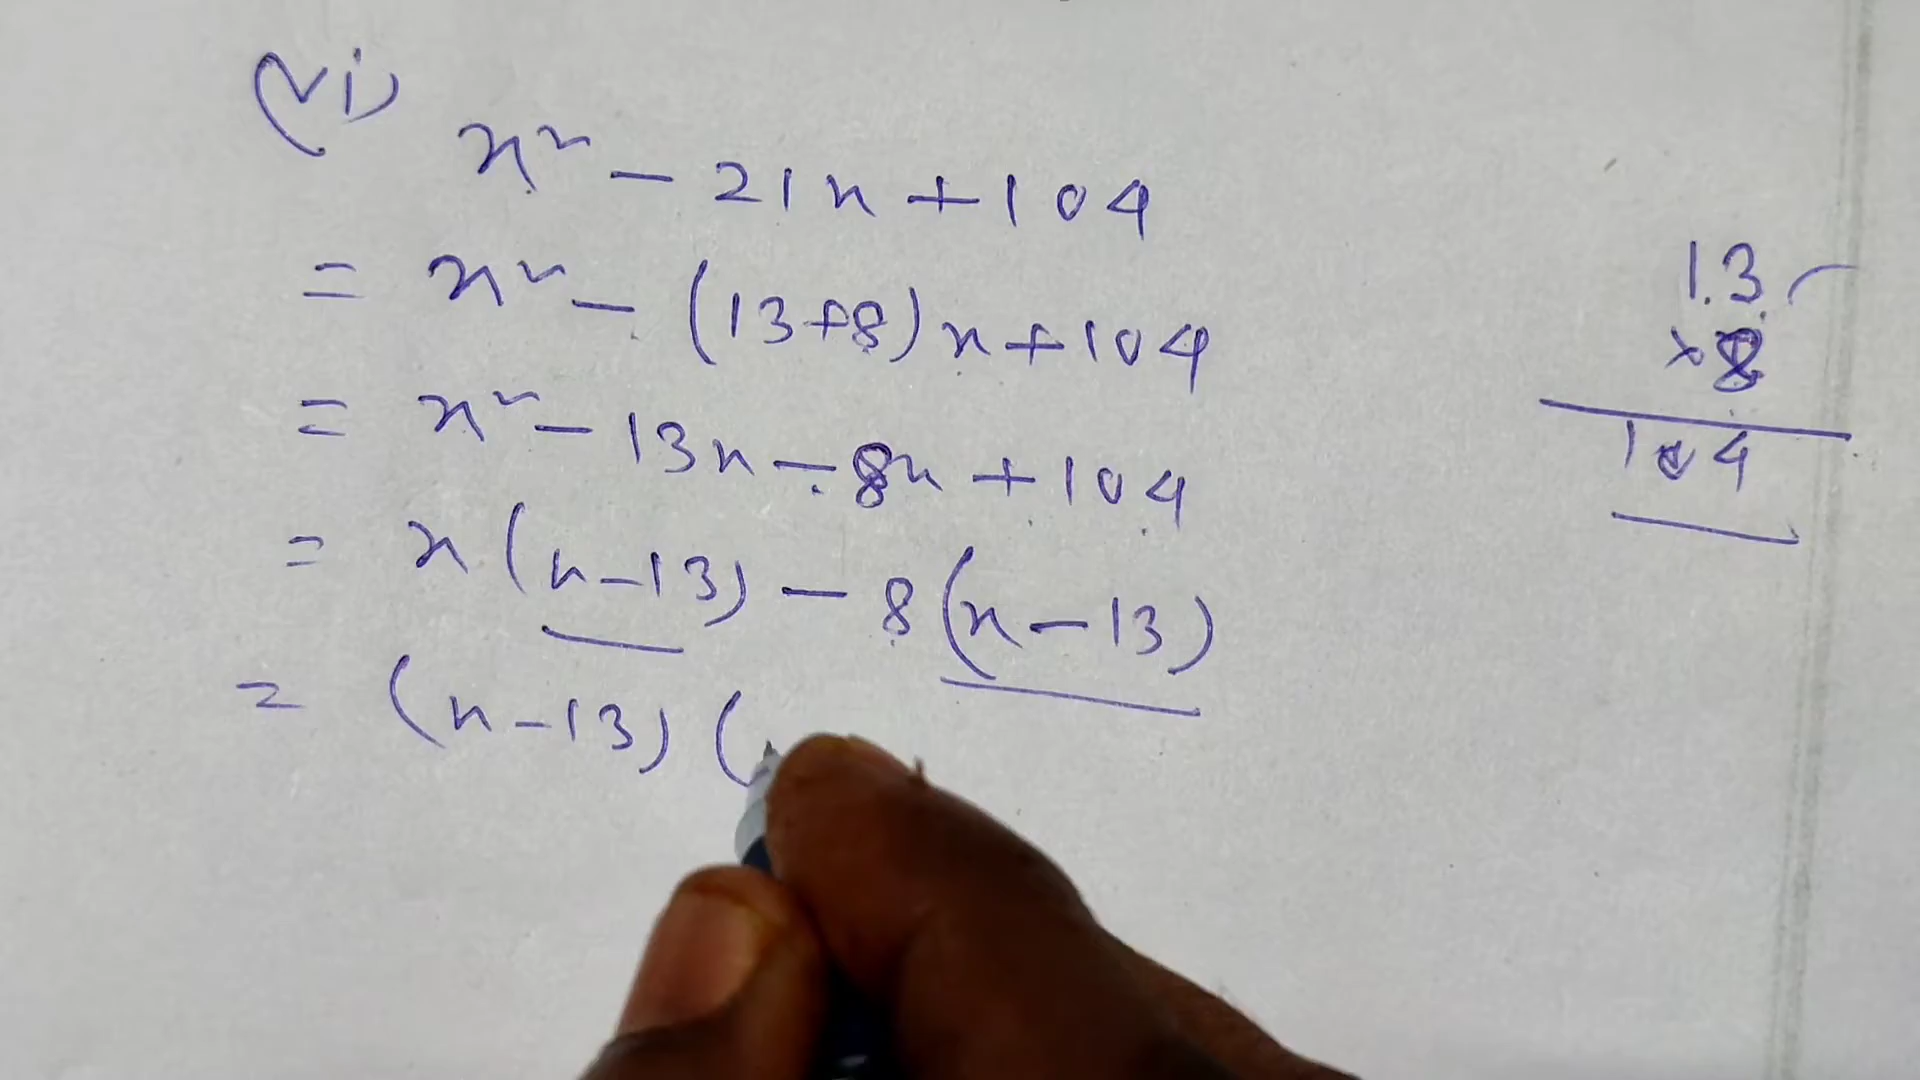 (vi)
x² - 21x + 104
= x² - (13+8)x + 104
= x² - 13x - 8x + 104
= x(x-13) - 8(x-13)
= (x-13)(
13
×8
104